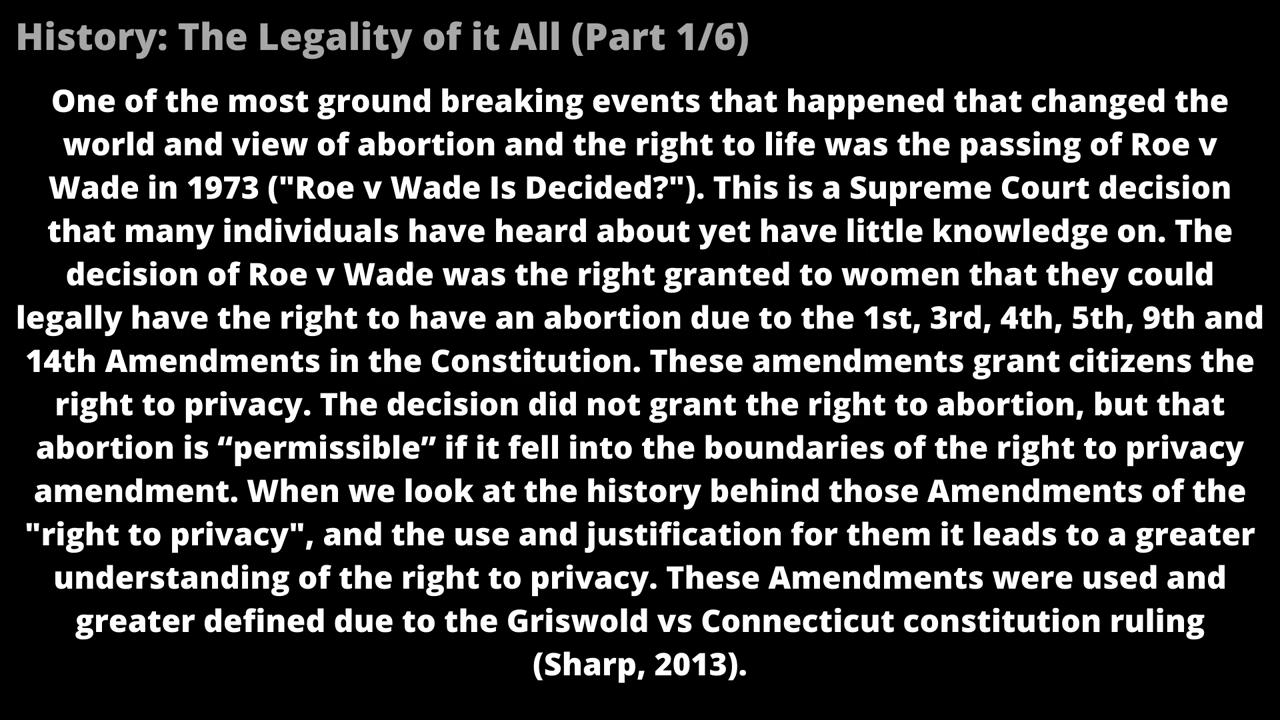 History: The Legality of it All (Part 1/6)
One of the most ground breaking events that happened that changed the
world and view of abortion and the right to life was the passing of Roe v
Wade in 1973 ("Roe v Wade Is Decided?"). This is a Supreme Court decision
that many individuals have heard about yet have little knowledge on. The
decision of Roe v Wade was the right granted to women that they could
legally have the right to have an abortion due to the 1st, 3rd, 4th, 5th, 9th and
14th Amendments in the Constitution. These amendments grant citizens the
right to privacy. The decision did not grant the right to abortion, but that
abortion is “permissible” if it fell into the boundaries of the right to privacy
amendment. When we look at the history behind those Amendments of the
"right to privacy", and the use and justification for them it leads to a greater
understanding of the right to privacy. These Amendments were used and
greater defined due to the Griswold vs Connecticut constitution ruling
(Sharp, 2013).